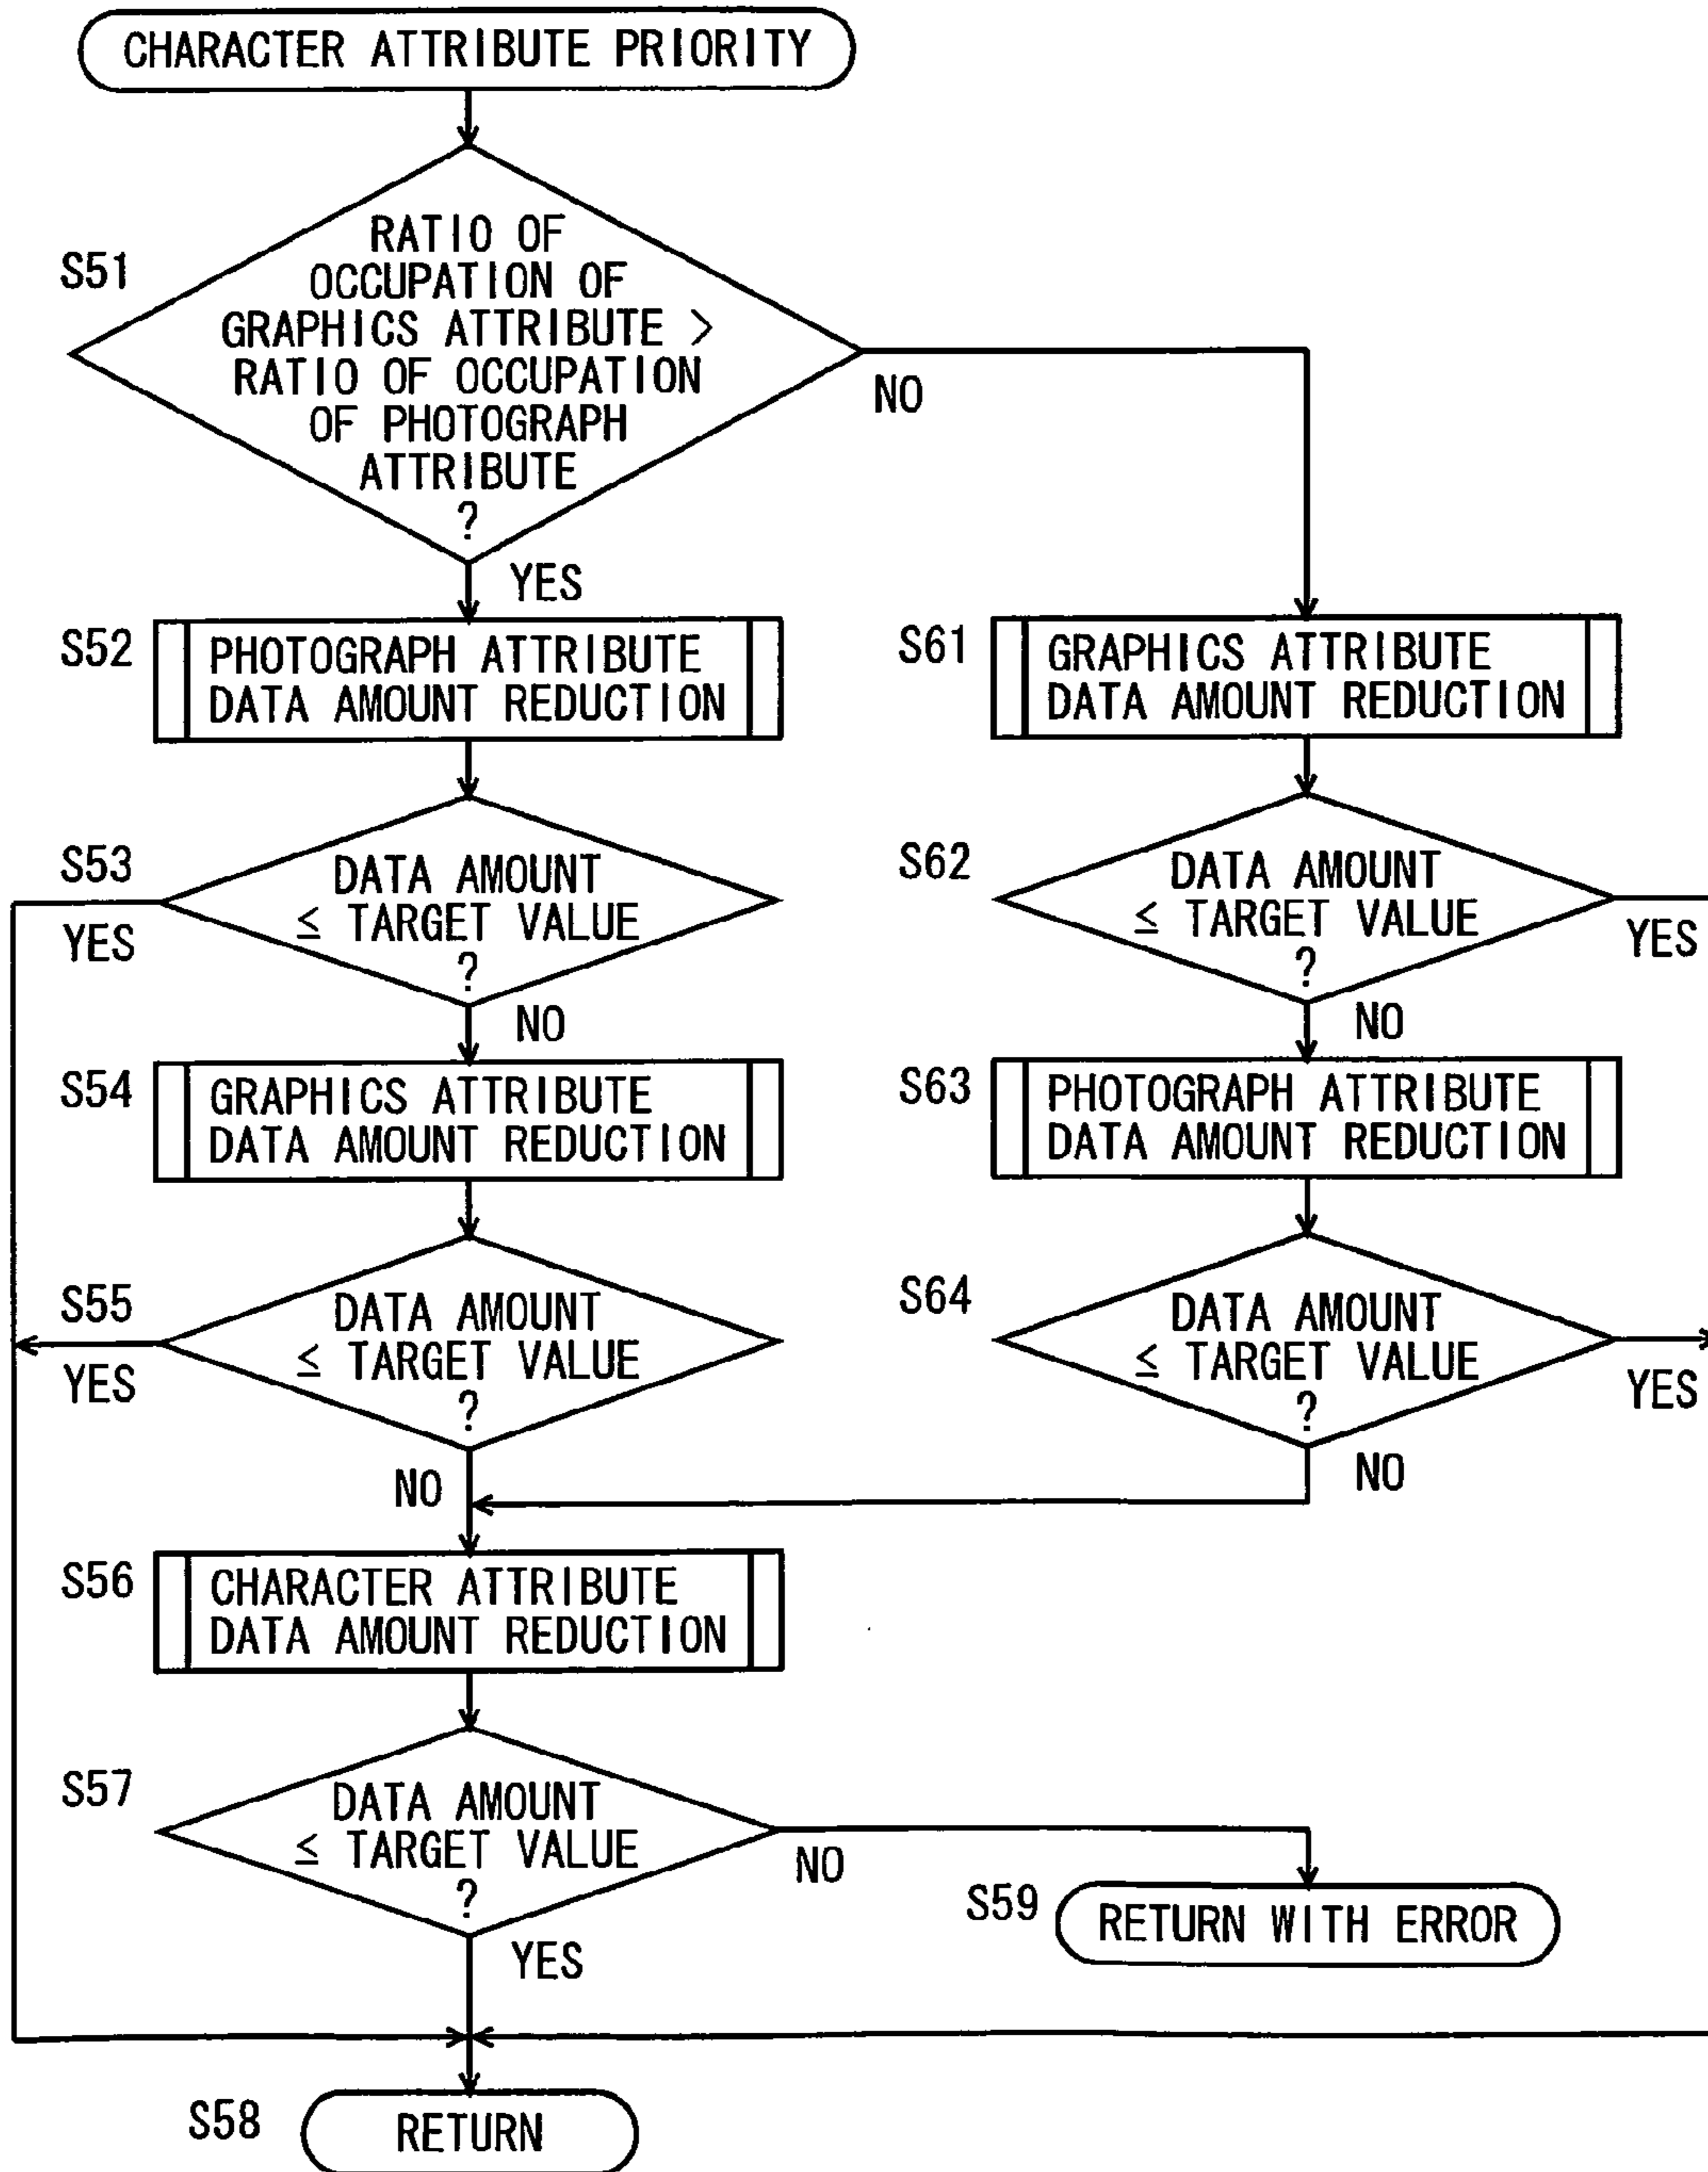 CHARACTER ATTRIBUTE PRIORITY
S51
RATIO OF
OCCUPATION OF
GRAPHICS ATTRIBUTE >
RATIO OF OCCUPATION
OF PHOTOGRAPH
ATTRIBUTE
?
NO
YES
S52
PHOTOGRAPH ATTRIBUTE
DATA AMOUNT REDUCTION
S61
GRAPHICS ATTRIBUTE
DATA AMOUNT REDUCTION
S53
DATA AMOUNT
≤ TARGET VALUE
?
YES
NO
S62
DATA AMOUNT
≤ TARGET VALUE
?
YES
NO
S54
GRAPHICS ATTRIBUTE
DATA AMOUNT REDUCTION
S63
PHOTOGRAPH ATTRIBUTE
DATA AMOUNT REDUCTION
S55
DATA AMOUNT
≤ TARGET VALUE
?
YES
NO
S64
DATA AMOUNT
≤ TARGET VALUE
?
YES
NO
S56
CHARACTER ATTRIBUTE
DATA AMOUNT REDUCTION
S57
DATA AMOUNT
≤ TARGET VALUE
?
NO
YES
S59
RETURN WITH ERROR
S58
RETURN